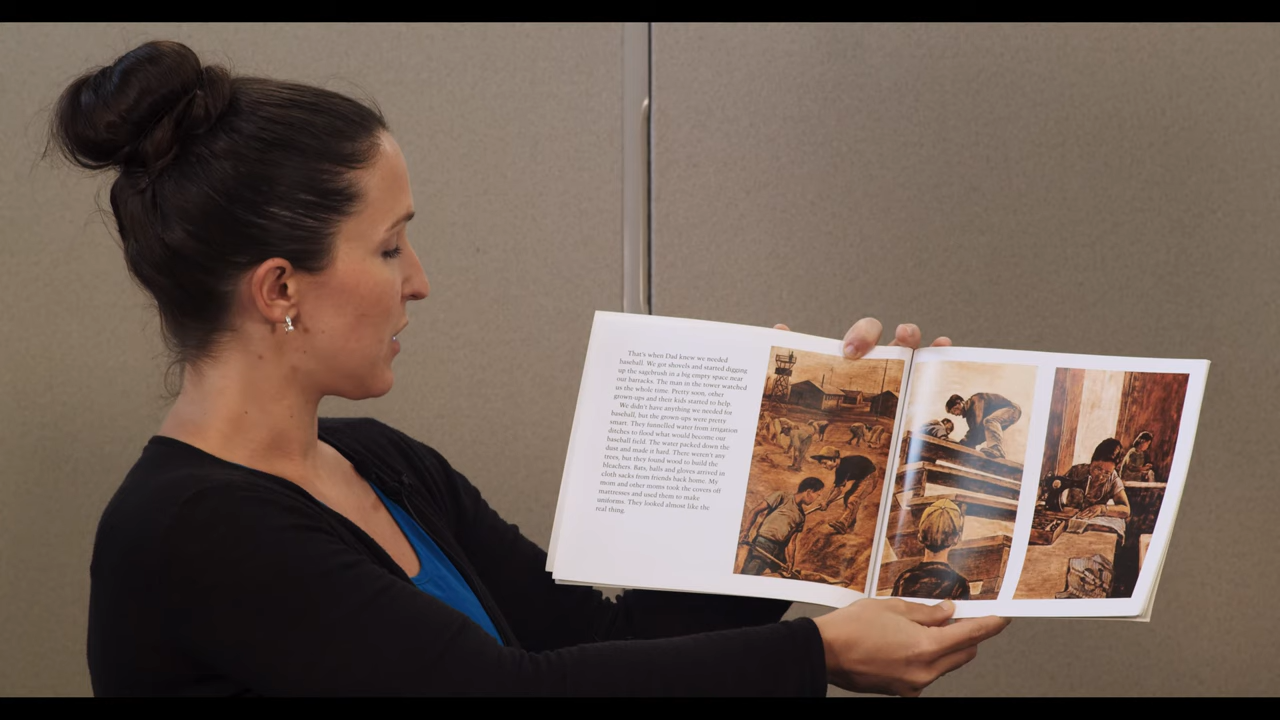 That's when Dad knew we needed
baseball. We got shovels and started digging
up the sagebrush in a big empty space near
our barracks. The man in the tower watched
us the whole time. Pretty soon, other
grown-ups and their kids started to help.
We didn't have anything we needed for
baseball, but the grown-ups were pretty
smart. They funnelled water from irrigation
ditches to flood what would become our
baseball field. The water packed down the
dust and made it hard. There weren't any
trees, but they found wood to build the
bleachers. Bats, balls and gloves arrived in
cloth sacks from friends back home. My
mom and other moms took the covers off
mattresses and used them to make
uniforms. They looked almost like the
real thing.